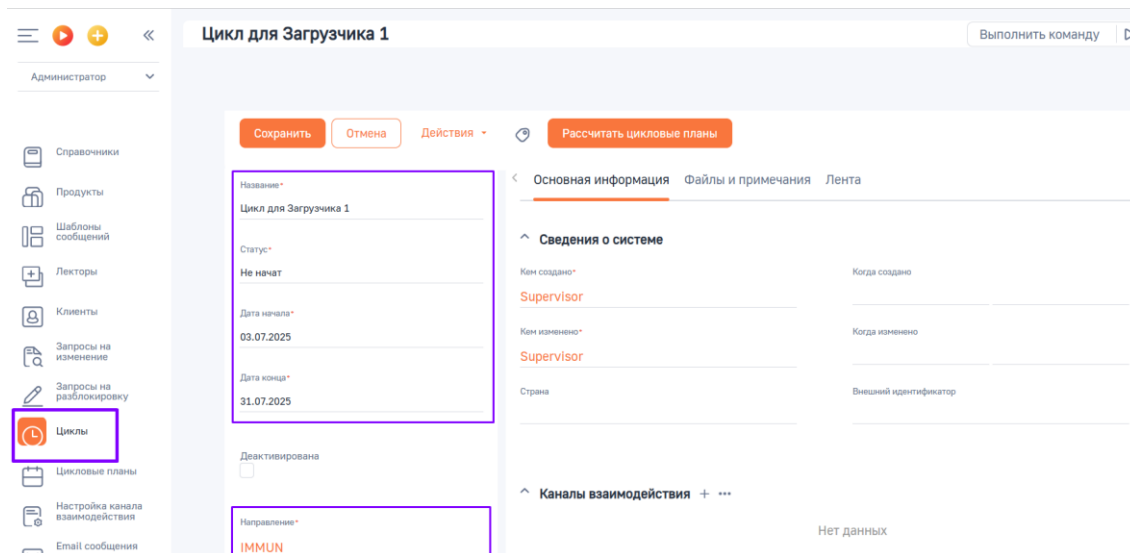 Цикл для Загрузчика 1
Выполнить команду
Администратор
Справочники
Продукты
Шаблоны
сообщений
Лекторы
Клиенты
Запросы на
изменение
Запросы на
разблокировку
Циклы
Цикловые планы
Настройка канала
взаимодействия
Email сообщения
Сохранить Отмена Действия Рассчитать цикловые планы
Название*
Цикл для Загрузчика 1
Статус*
Не начат
Дата начала*
03.07.2025
Дата конца*
31.07.2025
Деактивирована
Направление*
IMMUN
Основная информация Файлы и примечания Лента
Сведения о системе
Кем создано* Когда создано
Supervisor
Кем изменено* Когда изменено
Supervisor
Страна Внешний идентификатор
Каналы взаимодействия
Нет данных